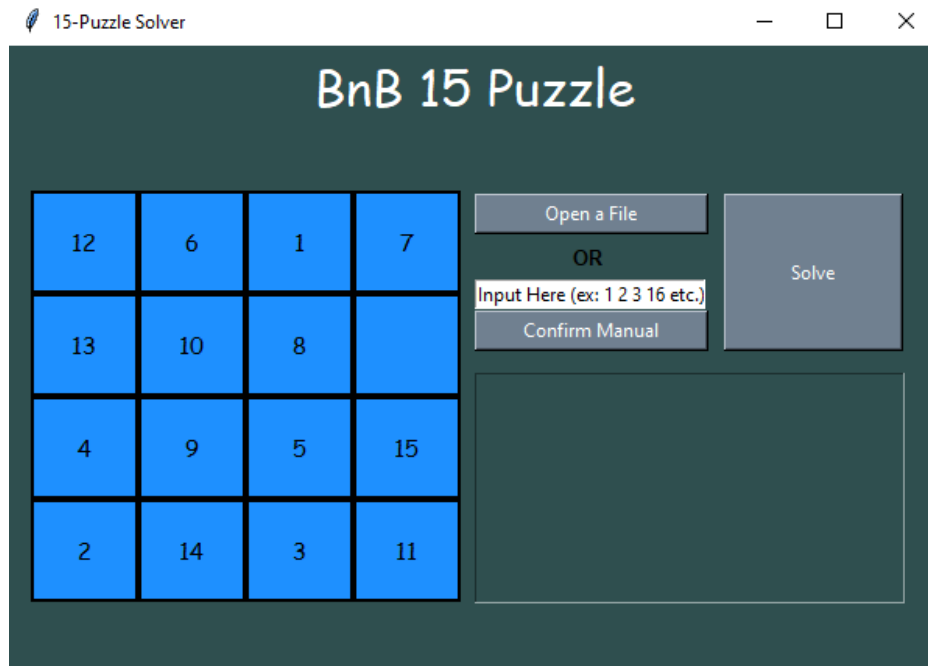 15-Puzzle Solver
BnB 15 Puzzle
12 6 1 7
13 10 8
4 9 5 15
2 14 3 11
Open a File
OR
Input Here (ex: 1 2 3 16 etc.)
Confirm Manual
Solve